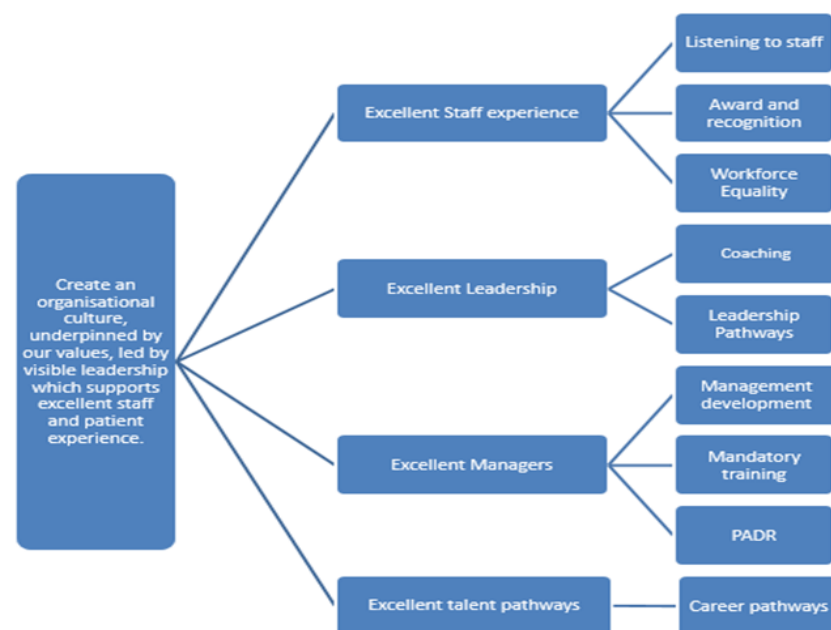 Create an
organisational
culture,
underpinned by
our values, led by
visible leadership
which supports
excellent staff
and patient
experience.
Excellent Staff experience
Listening to staff
Award and
recognition
Workforce
Equality
Excellent Leadership
Coaching
Leadership
Pathways
Excellent Managers
Management
development
Mandatory
training
PADR
Excellent talent pathways
Career pathways